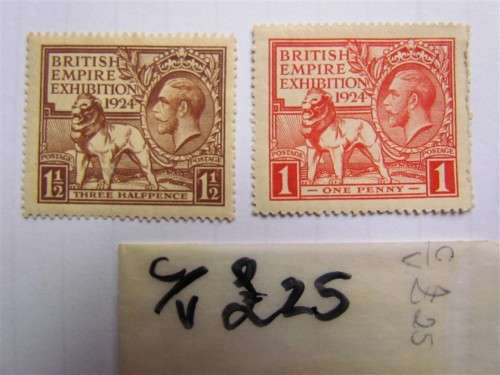 BRITISH
EMPIRE
EXHIBITION
1924
POSTAGE
POSTAGE
1½
THREE HALFPENCE
1½
BRITISH
EMPIRE
EXHIBITION
1924
POSTAGE
POSTAGE
1
ONE PENNY
1
C/V £25
C/V £25